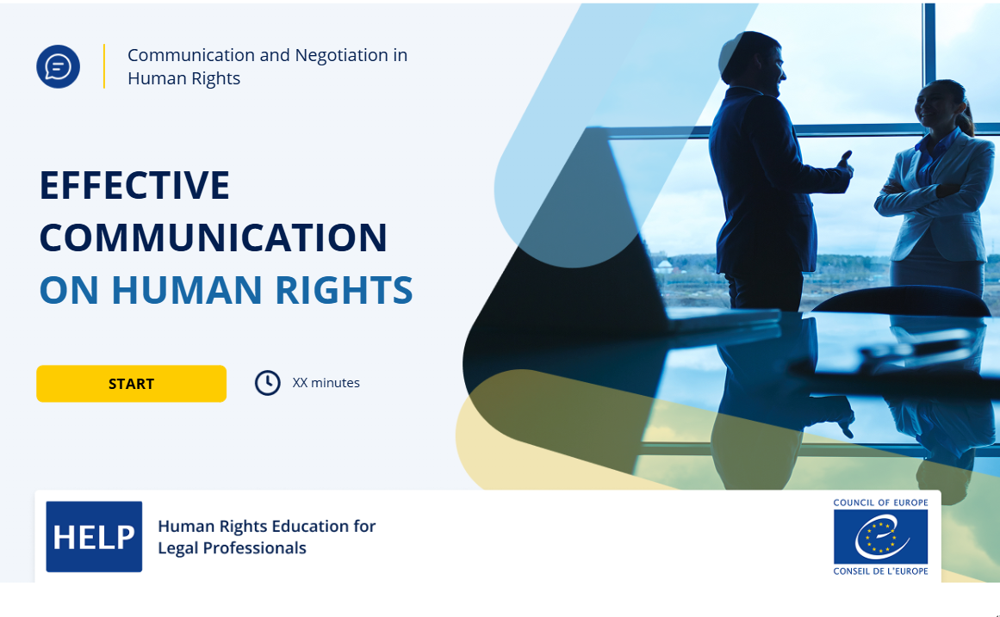 Communication and Negotiation in
Human Rights
EFFECTIVE
COMMUNICATION
ON HUMAN RIGHTS
START
XX minutes
HELP
Human Rights Education for
Legal Professionals
COUNCIL OF EUROPE
CONSEIL DE L'EUROPE